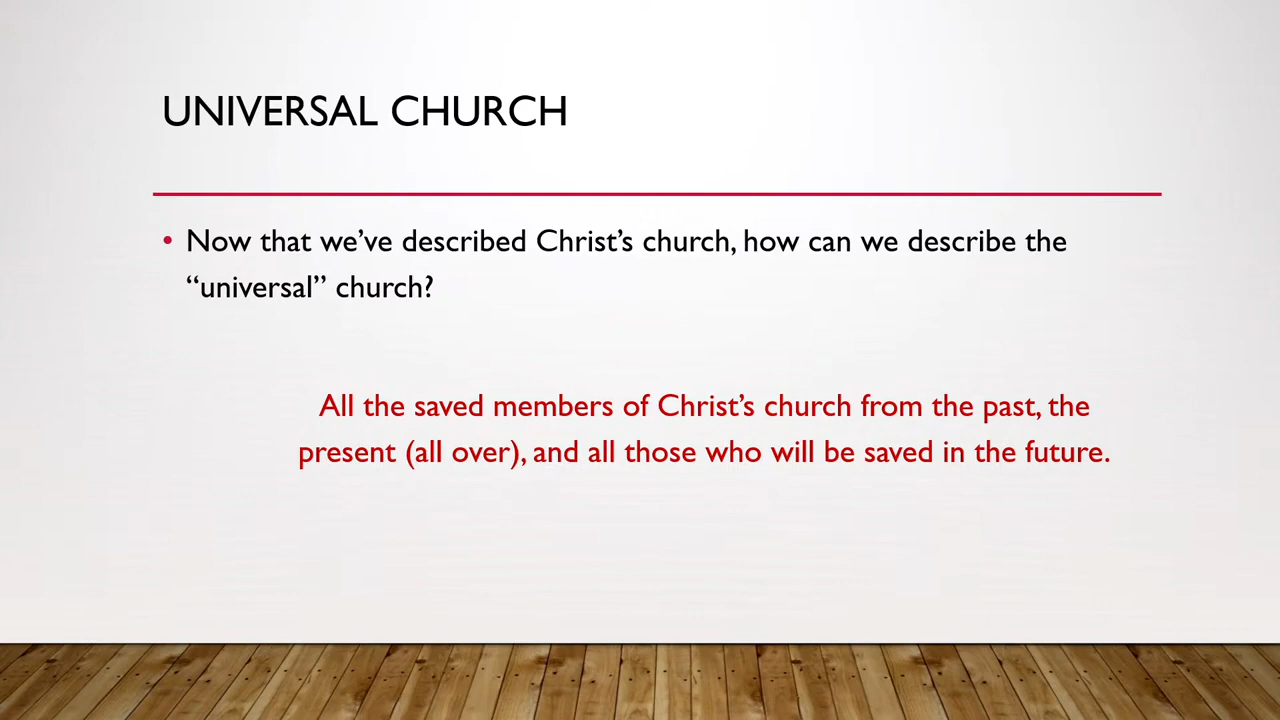 UNIVERSAL CHURCH
• Now that we’ve described Christ’s church, how can we describe the
“universal” church?
All the saved members of Christ’s church from the past, the
present (all over), and all those who will be saved in the future.